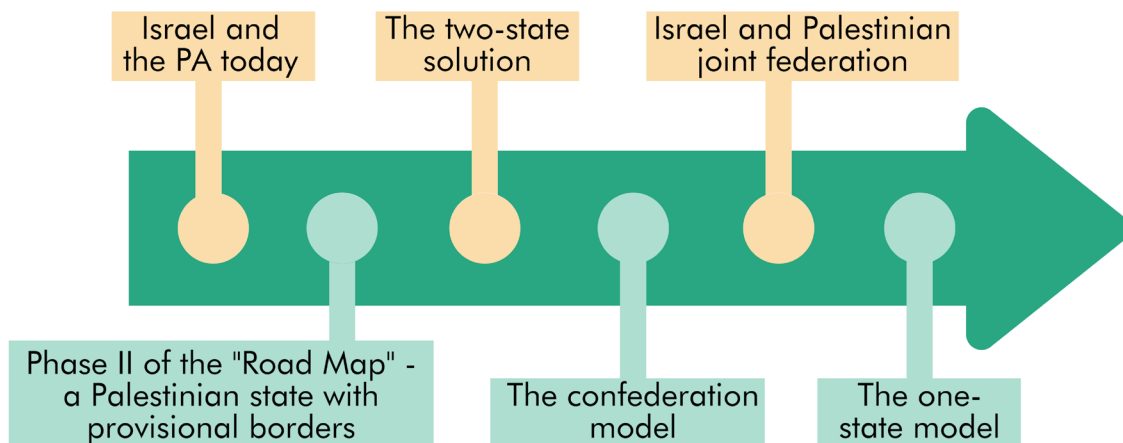 Israel and
the PA today
The two-state
solution
Israel and Palestinian
joint federation
Phase II of the "Road Map" -
a Palestinian state with
provisional borders
The confederation
model
The one-
state model